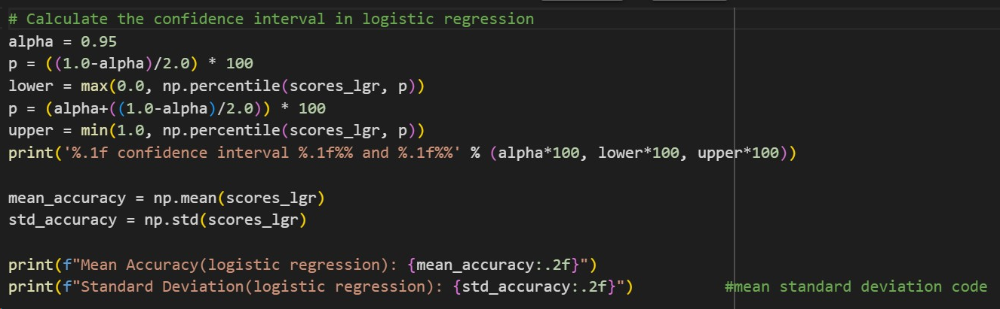 # Calculate the confidence interval in logistic regression
alpha = 0.95
p = ((1.0-alpha)/2.0) * 100
lower = max(0.0, np.percentile(scores_lgr, p))
p = (alpha+((1.0-alpha)/2.0)) * 100
upper = min(1.0, np.percentile(scores_lgr, p))
print('%.1f confidence interval %.1f%% and %.1f%%' % (alpha*100, lower*100, upper*100))
mean_accuracy = np.mean(scores_lgr)
std_accuracy = np.std(scores_lgr)
print(f"Mean Accuracy(logistic regression): {mean_accuracy:.2f}")
print(f"Standard Deviation(logistic regression): {std_accuracy:.2f}") #mean standard deviation code